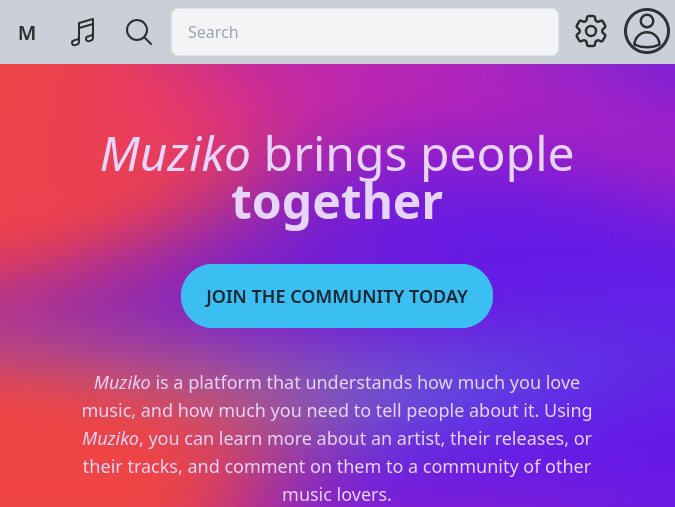 M
Search
Muziko brings people
together
JOIN THE COMMUNITY TODAY
Muziko is a platform that understands how much you love
music, and how much you need to tell people about it. Using
Muziko, you can learn more about an artist, their releases, or
their tracks, and comment on them to a community of other
music lovers.